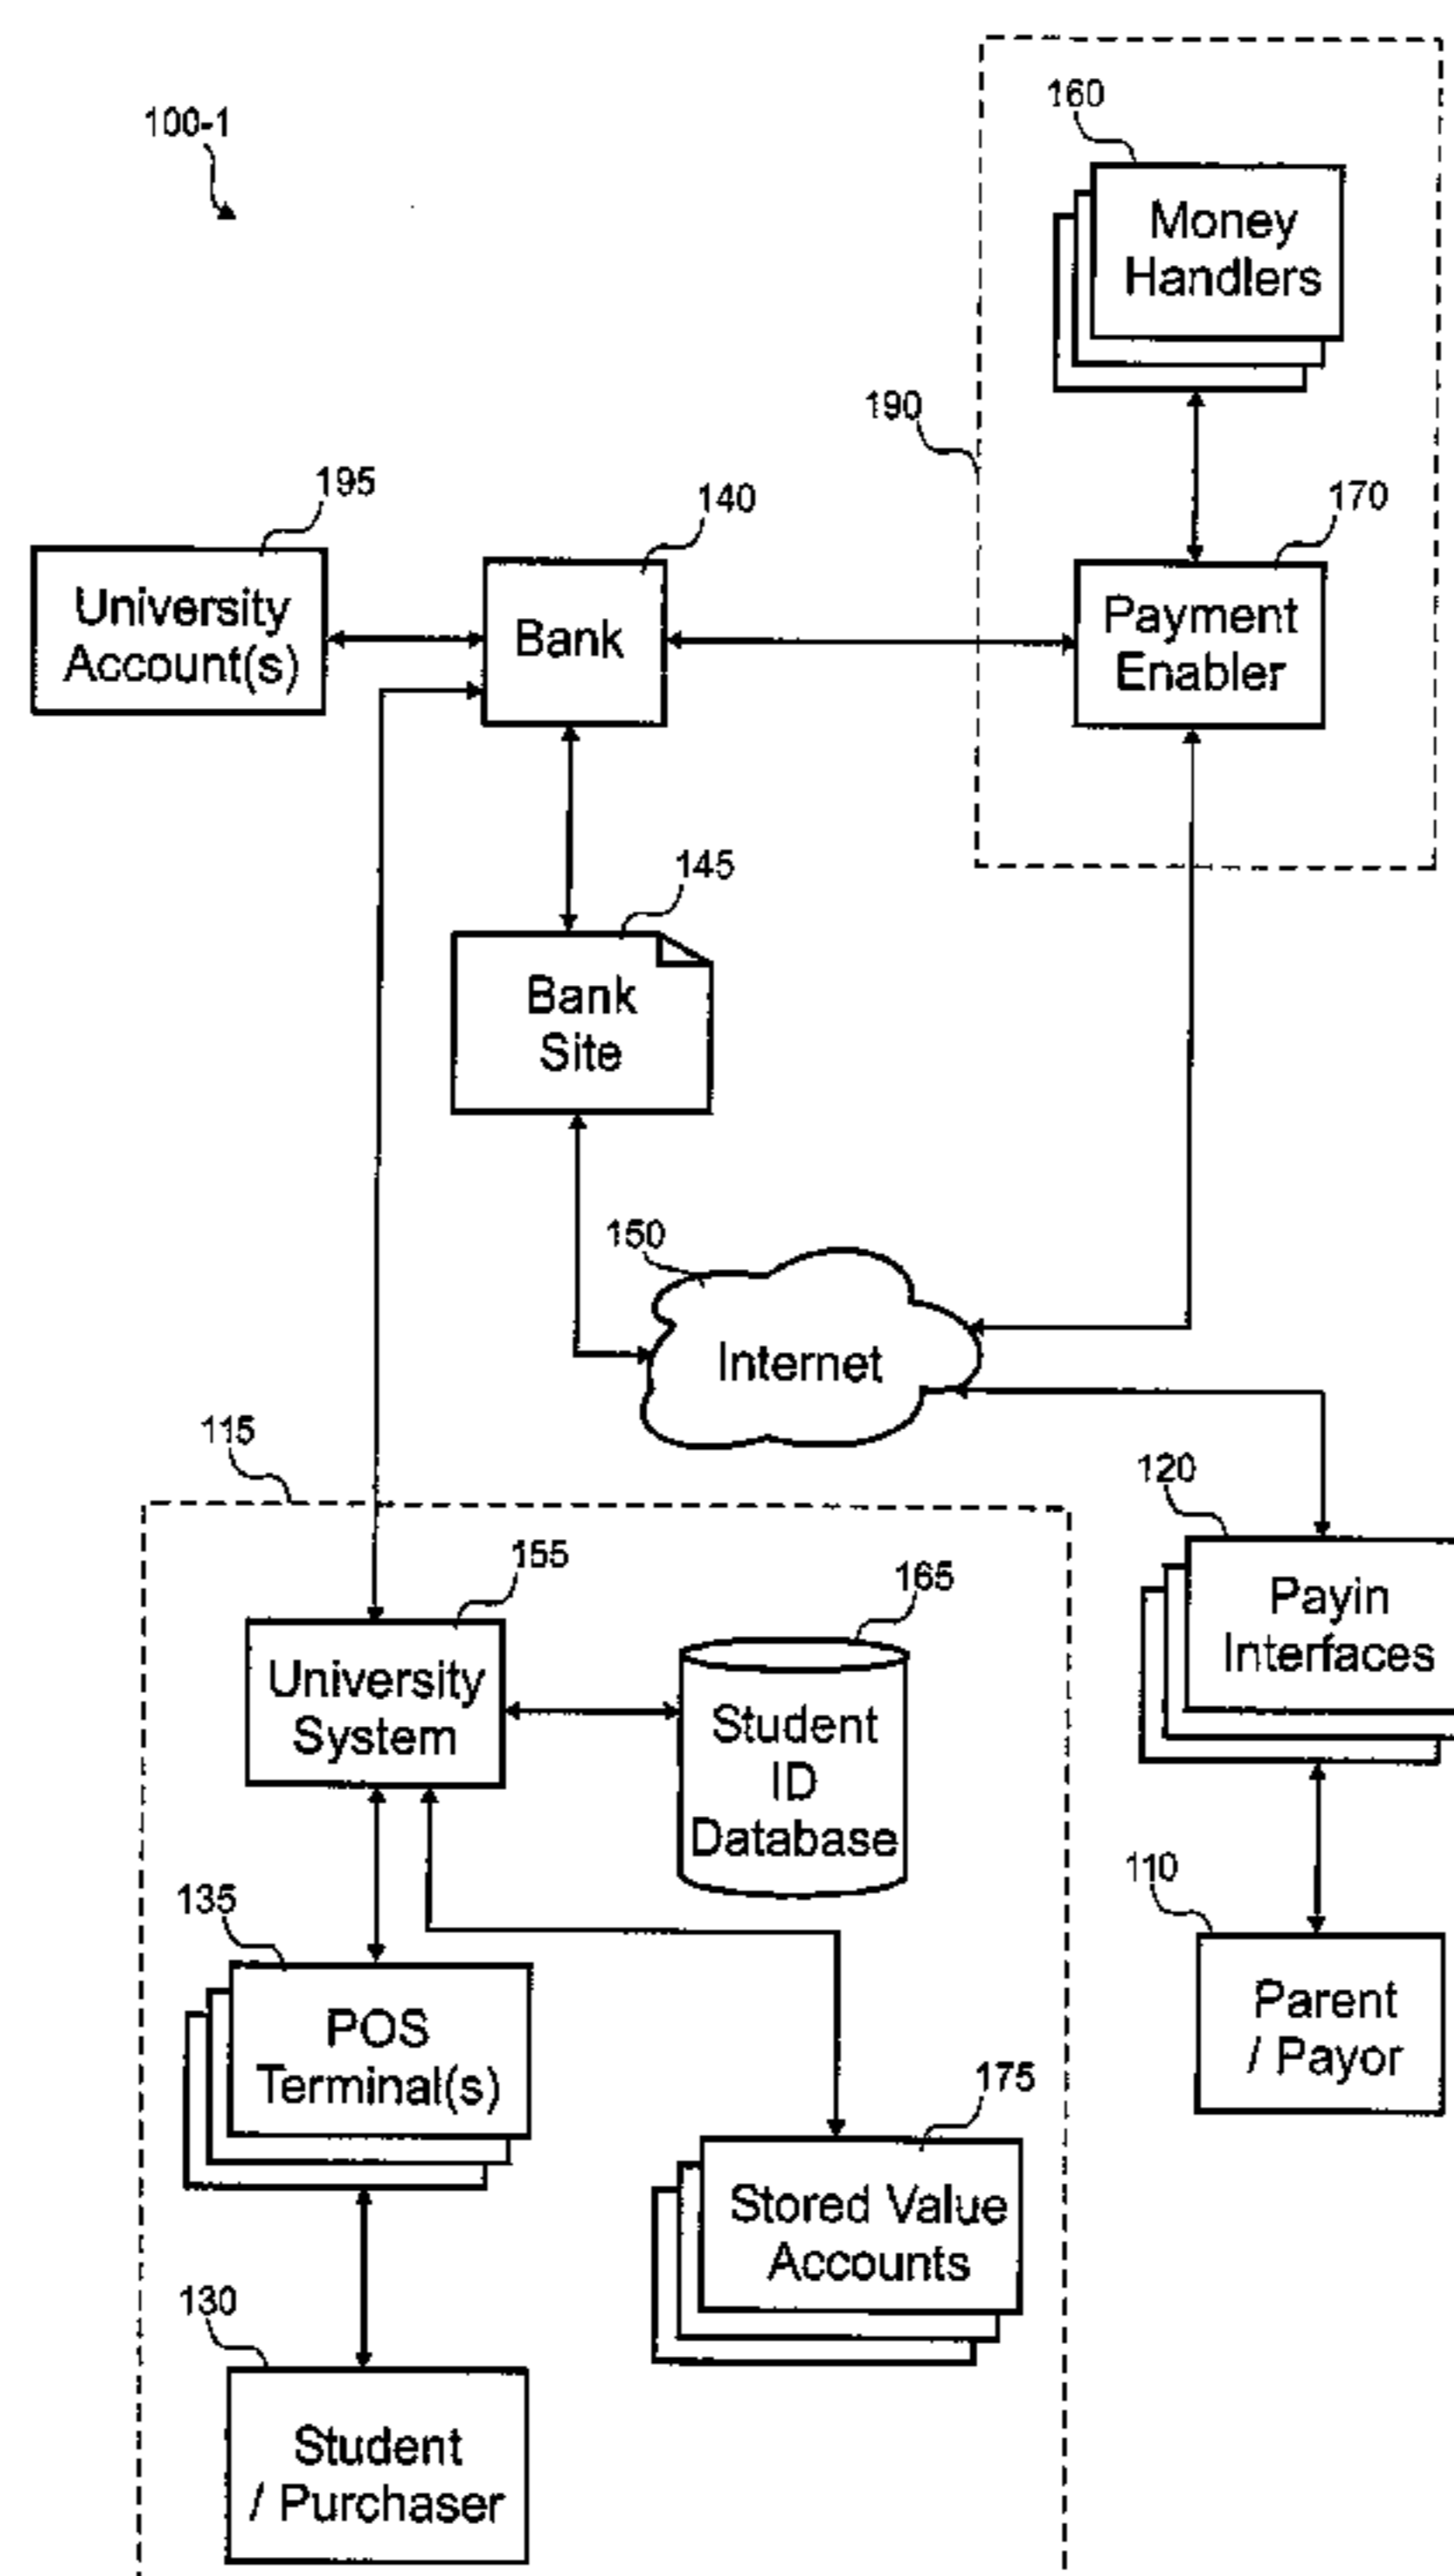 100-1
160
Money
Handlers
190
195
140
170
University
Account(s)
Bank
Payment
Enabler
145
Bank
Site
150
Internet
115
120
155
165
Payin
Interfaces
University
System
Student
ID
Database
110
135
Parent
/ Payor
POS
Terminal(s)
175
Stored Value
Accounts
130
Student
/ Purchaser